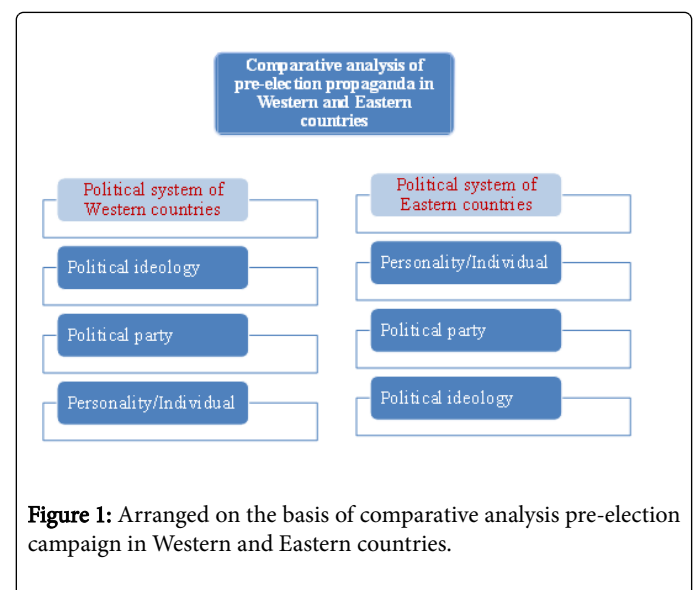 Comparative analysis of
pre-election propaganda in
Western and Eastern
countries
Political system of
Western countries
Political ideology
Political party
Personality/Individual
Political system of
Eastern countries
Personality/Individual
Political party
Political ideology
Figure 1: Arranged on the basis of comparative analysis pre-election
campaign in Western and Eastern countries.